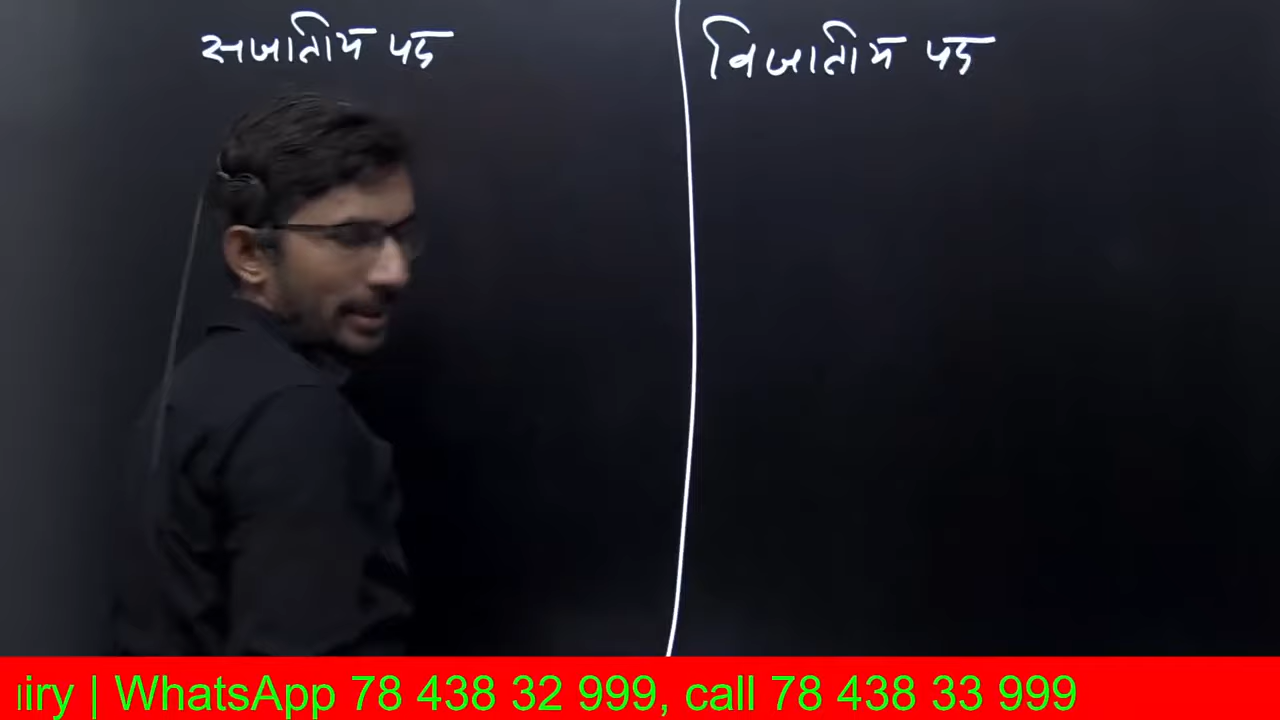 सजातीय पद
विजातीय पद
iry | WhatsApp 78 438 32 999, call 78 438 33 999